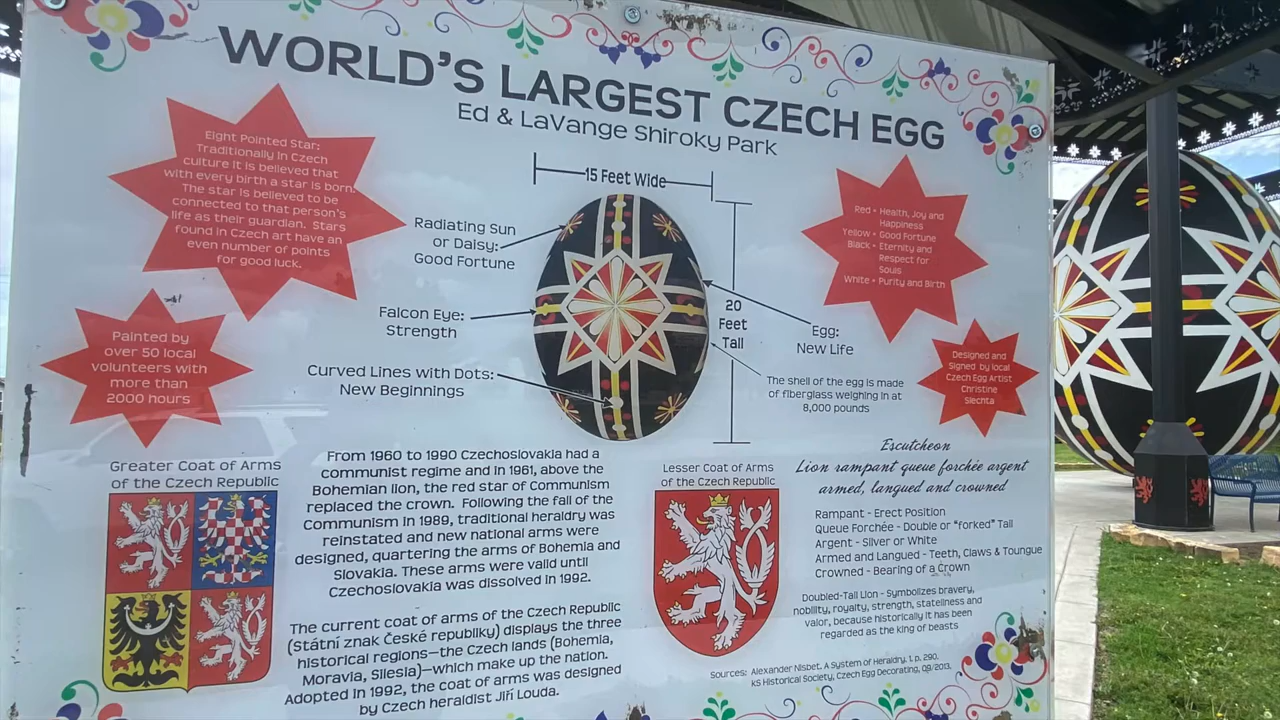 WORLD'S LARGEST CZECH EGG
Ed & LaVange Shiroky Park
Eight Pointed Star:
Traditionally in Czech
culture it is believed that
with every birth a star is born.
The star is believed to be
connected to that person's
life as their guardian. Stars
found in Czech art have an
even number of points
for good luck.
Painted by
over 50 local
volunteers with
more than
2000 hours
15 Feet Wide
Radiating Sun
or Daisy:
Good Fortune
Falcon Eye:
Strength
Curved Lines with Dots:
New Beginnings
20
Feet
Tall
Egg:
New Life
The shell of the egg is made
of fiberglass weighing in at
8,000 pounds
Red • Health, Joy and
Happiness
Yellow • Good Fortune
Black • Eternity and
Respect for
Souls
White • Purity and Birth
Designed and
Signed by local
Czech Egg Artist
Christine
Slechta
Greater Coat of Arms
of the Czech Republic
From 1960 to 1990 Czechoslovakia had a
communist regime and in 1961, above the
Bohemian lion, the red star of Communism
replaced the crown. Following the fall of the
Communism in 1989, traditional heraldry was
reinstated and new national arms were
designed, quartering the arms of Bohemia and
Slovakia. These arms were valid until
Czechoslovakia was dissolved in 1992.
The current coat of arms of the Czech Republic
(Státní znak České republiky) displays the three
historical regions—the Czech lands (Bohemia,
Moravia, Silesia)—which make up the nation.
Adopted in 1992, the coat of arms was designed
by Czech heraldist Jiří Louda.
Lesser Coat of Arms
of the Czech Republic
Escutcheon
Lion rampant queue forchée argent
armed, langued and crowned
Rampant - Erect Position
Queue Forchée - Double or "forked" Tail
Argent - Silver or White
Armed and Langued - Teeth, Claws & Toungue
Crowned - Bearing of a Crown
Doubled-Tail Lion - Symbolizes bravery,
nobility, royalty, strength, stateliness and
valor, because historically it has been
regarded as the king of beasts
Sources: Alexander Nisbet. A System of Heraldry. 1, p. 290.
KS Historical Society, Czech Egg Decorating, 09/2013.